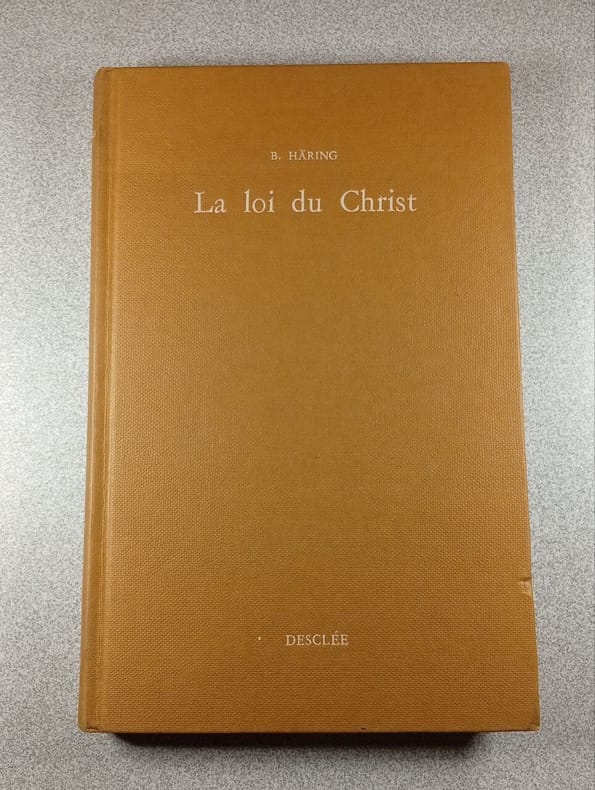 B. HÄRING
La loi du Christ
DESCLÉE